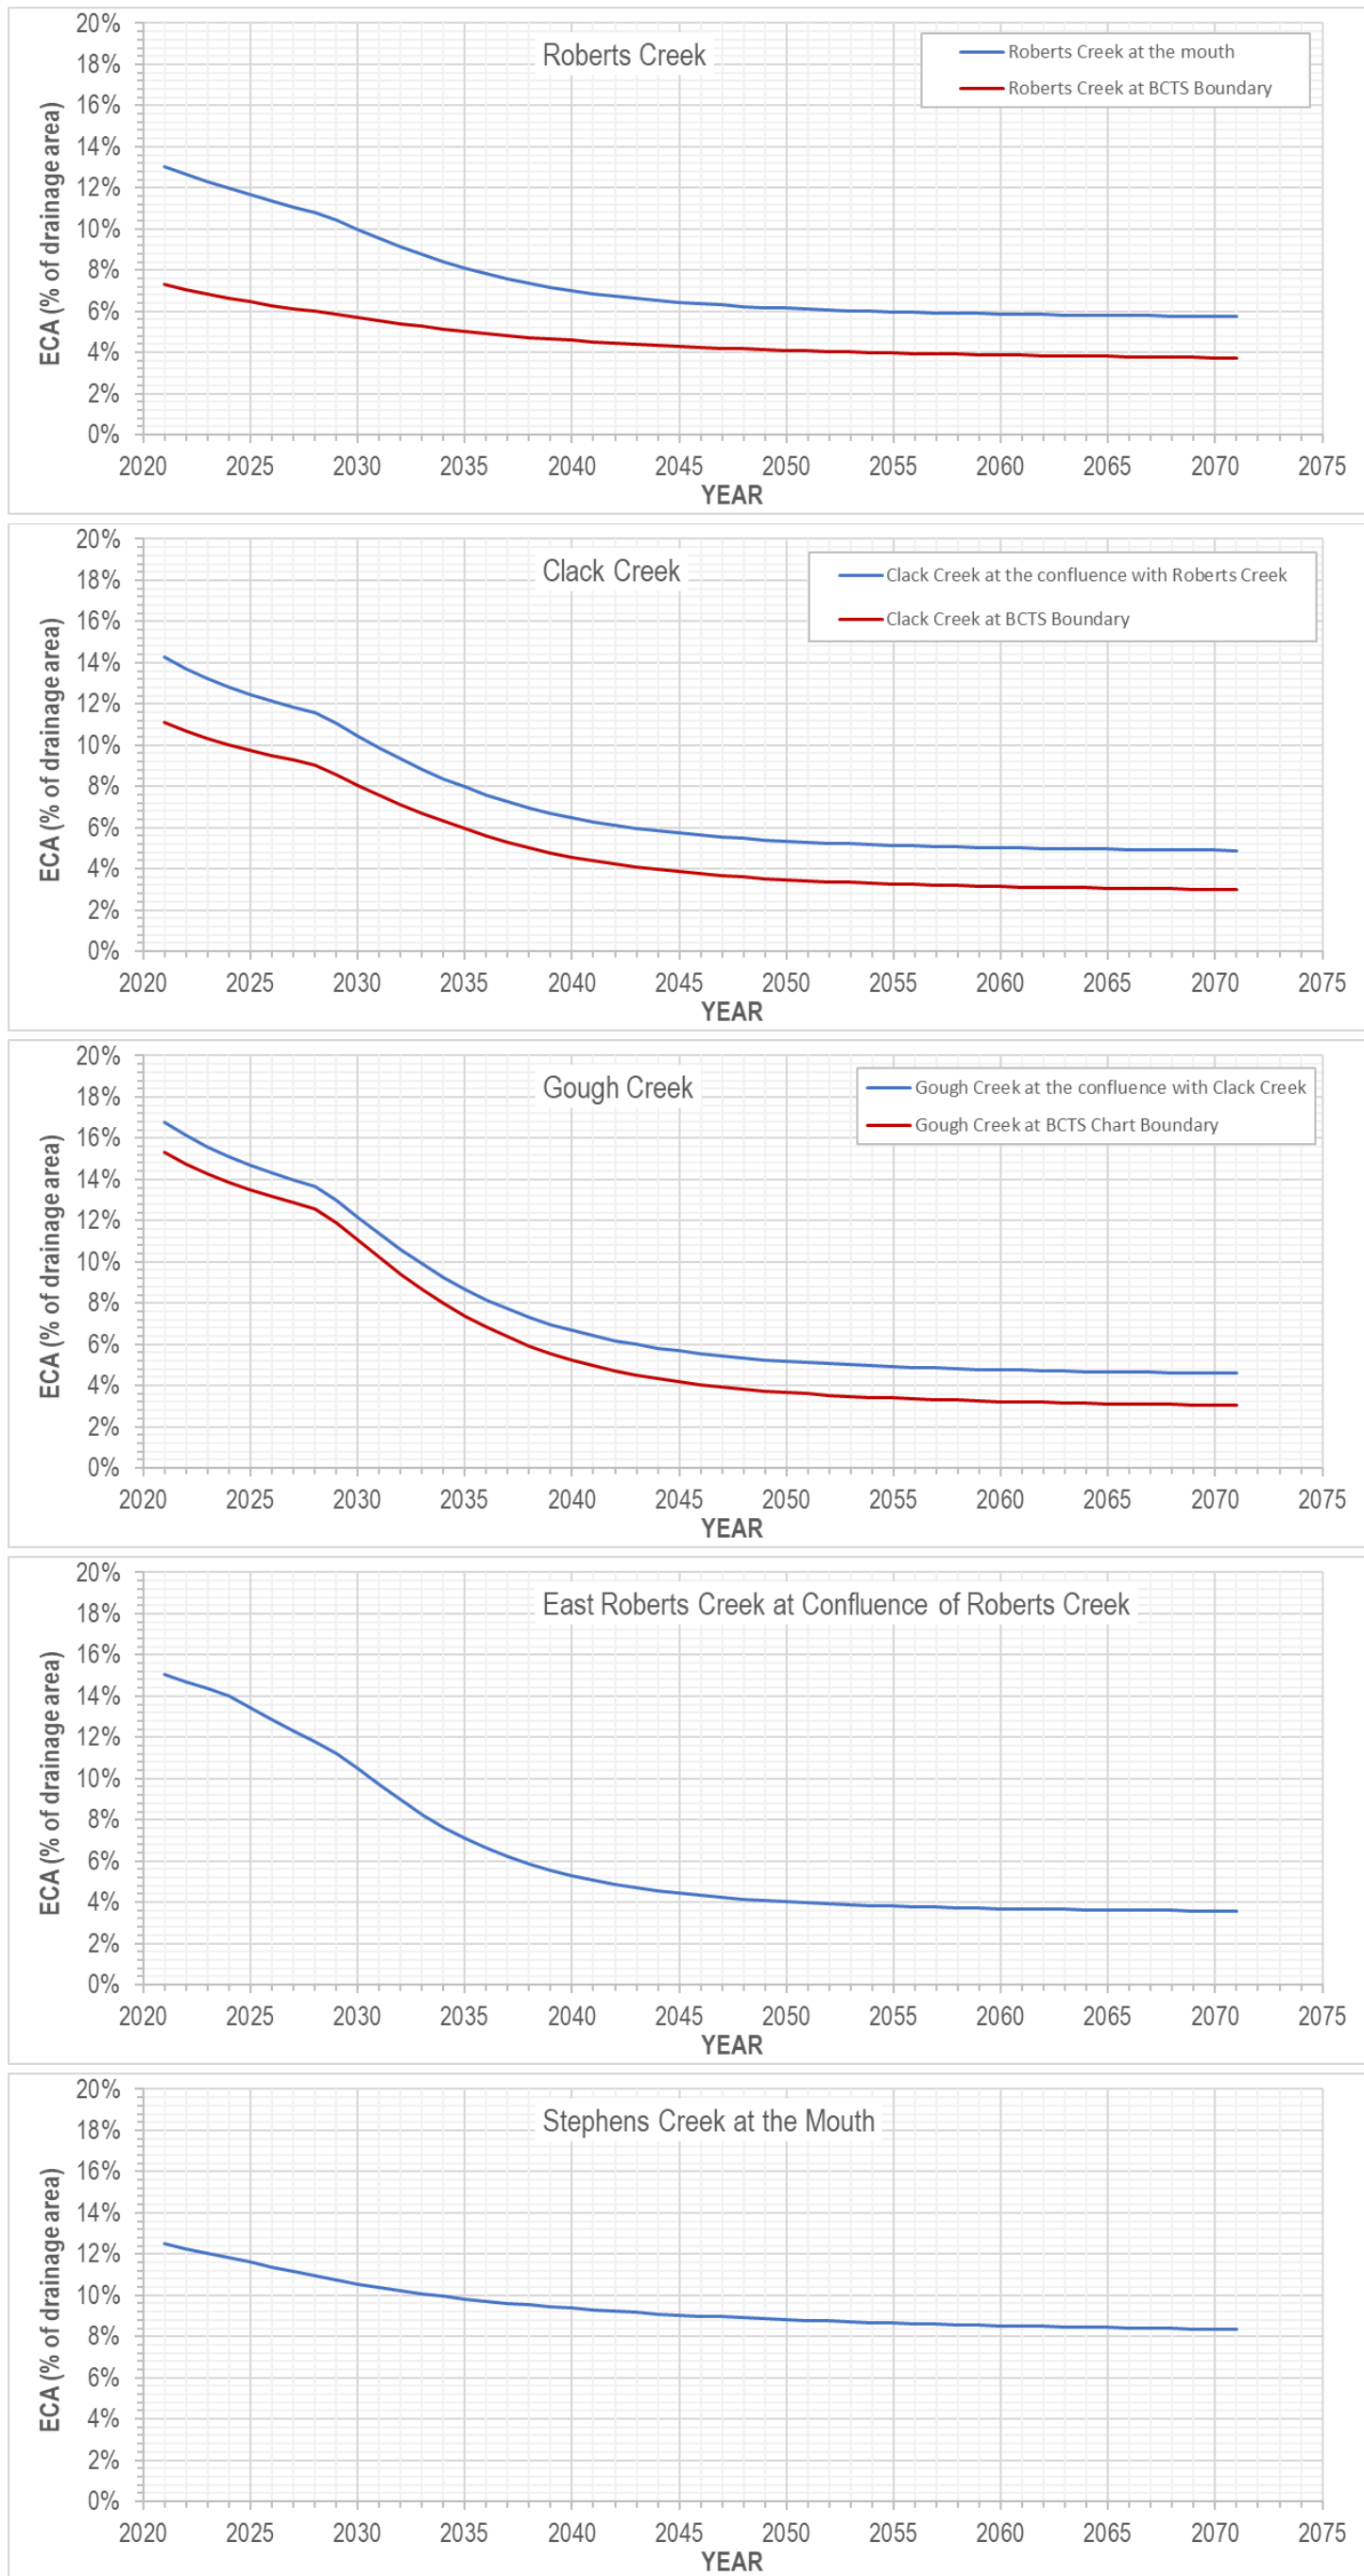 20%
Roberts Creek
Roberts Creek at the mouth
18%
Roberts Creek at BCTS Boundary
16%
14%
12%
10%
8%
6%
4%
2%
0%
ECA (% of drainage area)
2020 2025 2030 2035 2040 2045 2050 2055 2060 2065 2070 2075
YEAR
20%
Clack Creek
Clack Creek at the confluence with Roberts Creek
18%
Clack Creek at BCTS Boundary
16%
14%
12%
10%
8%
6%
4%
2%
0%
ECA (% of drainage area)
2020 2025 2030 2035 2040 2045 2050 2055 2060 2065 2070 2075
YEAR
20%
Gough Creek
Gough Creek at the confluence with Clack Creek
18%
Gough Creek at BCTS Chart Boundary
16%
14%
12%
10%
8%
6%
4%
2%
0%
ECA (% of drainage area)
2020 2025 2030 2035 2040 2045 2050 2055 2060 2065 2070 2075
YEAR
20%
East Roberts Creek at Confluence of Roberts Creek
18%
16%
14%
12%
10%
8%
6%
4%
2%
0%
ECA (% of drainage area)
2020 2025 2030 2035 2040 2045 2050 2055 2060 2065 2070 2075
YEAR
20%
Stephens Creek at the Mouth
18%
16%
14%
12%
10%
8%
6%
4%
2%
0%
ECA (% of drainage area)
2020 2025 2030 2035 2040 2045 2050 2055 2060 2065 2070 2075
YEAR